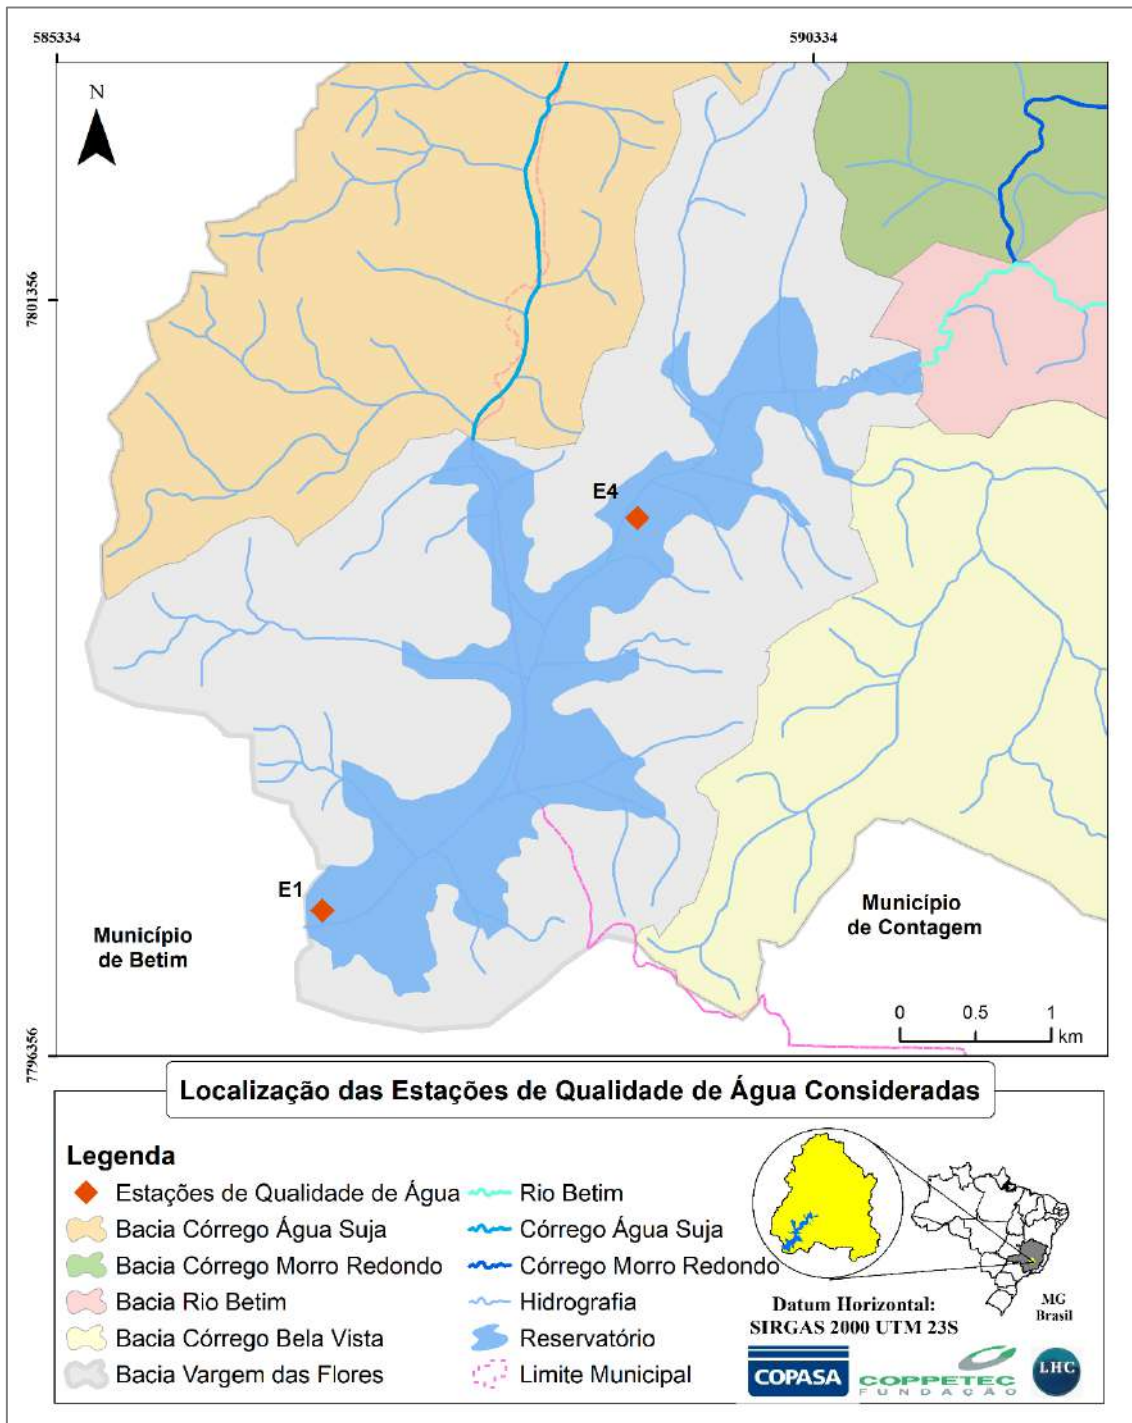 585334
590334
N
7801356
E4
E1
Município
de Betim
Município
de Contagem
0 0.5 1
km
7796356
Localização das Estações de Qualidade de Água Consideradas
Legenda
Estações de Qualidade de Água
Bacia Córrego Água Suja
Bacia Córrego Morro Redondo
Bacia Rio Betim
Bacia Córrego Bela Vista
Bacia Vargem das Flores
Rio Betim
Córrego Água Suja
Córrego Morro Redondo
Hidrografia
Reservatório
Limite Municipal
Datum Horizontal:
SIRGAS 2000 UTM 23S
MG
Brasil
COPASA
COPPETEC
FUNDAÇÃO
LHC